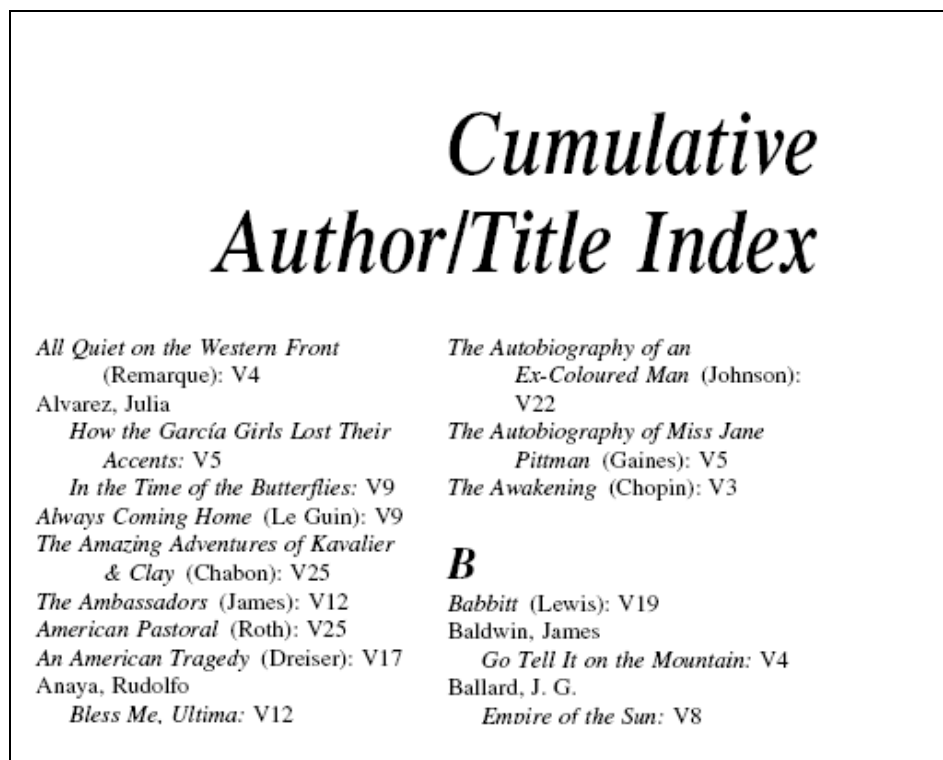 Cumulative
Author/Title Index
All Quiet on the Western Front
(Remarque): V4
Alvarez, Julia
How the García Girls Lost Their
Accents: V5
In the Time of the Butterflies: V9
Always Coming Home (Le Guin): V9
The Amazing Adventures of Kavalier
& Clay (Chabon): V25
The Ambassadors (James): V12
American Pastoral (Roth): V25
An American Tragedy (Dreiser): V17
Anaya, Rudolfo
Bless Me, Ultima: V12
The Autobiography of an
Ex-Coloured Man (Johnson):
V22
The Autobiography of Miss Jane
Pittman (Gaines): V5
The Awakening (Chopin): V3
B
Babbitt (Lewis): V19
Baldwin, James
Go Tell It on the Mountain: V4
Ballard, J. G.
Empire of the Sun: V8